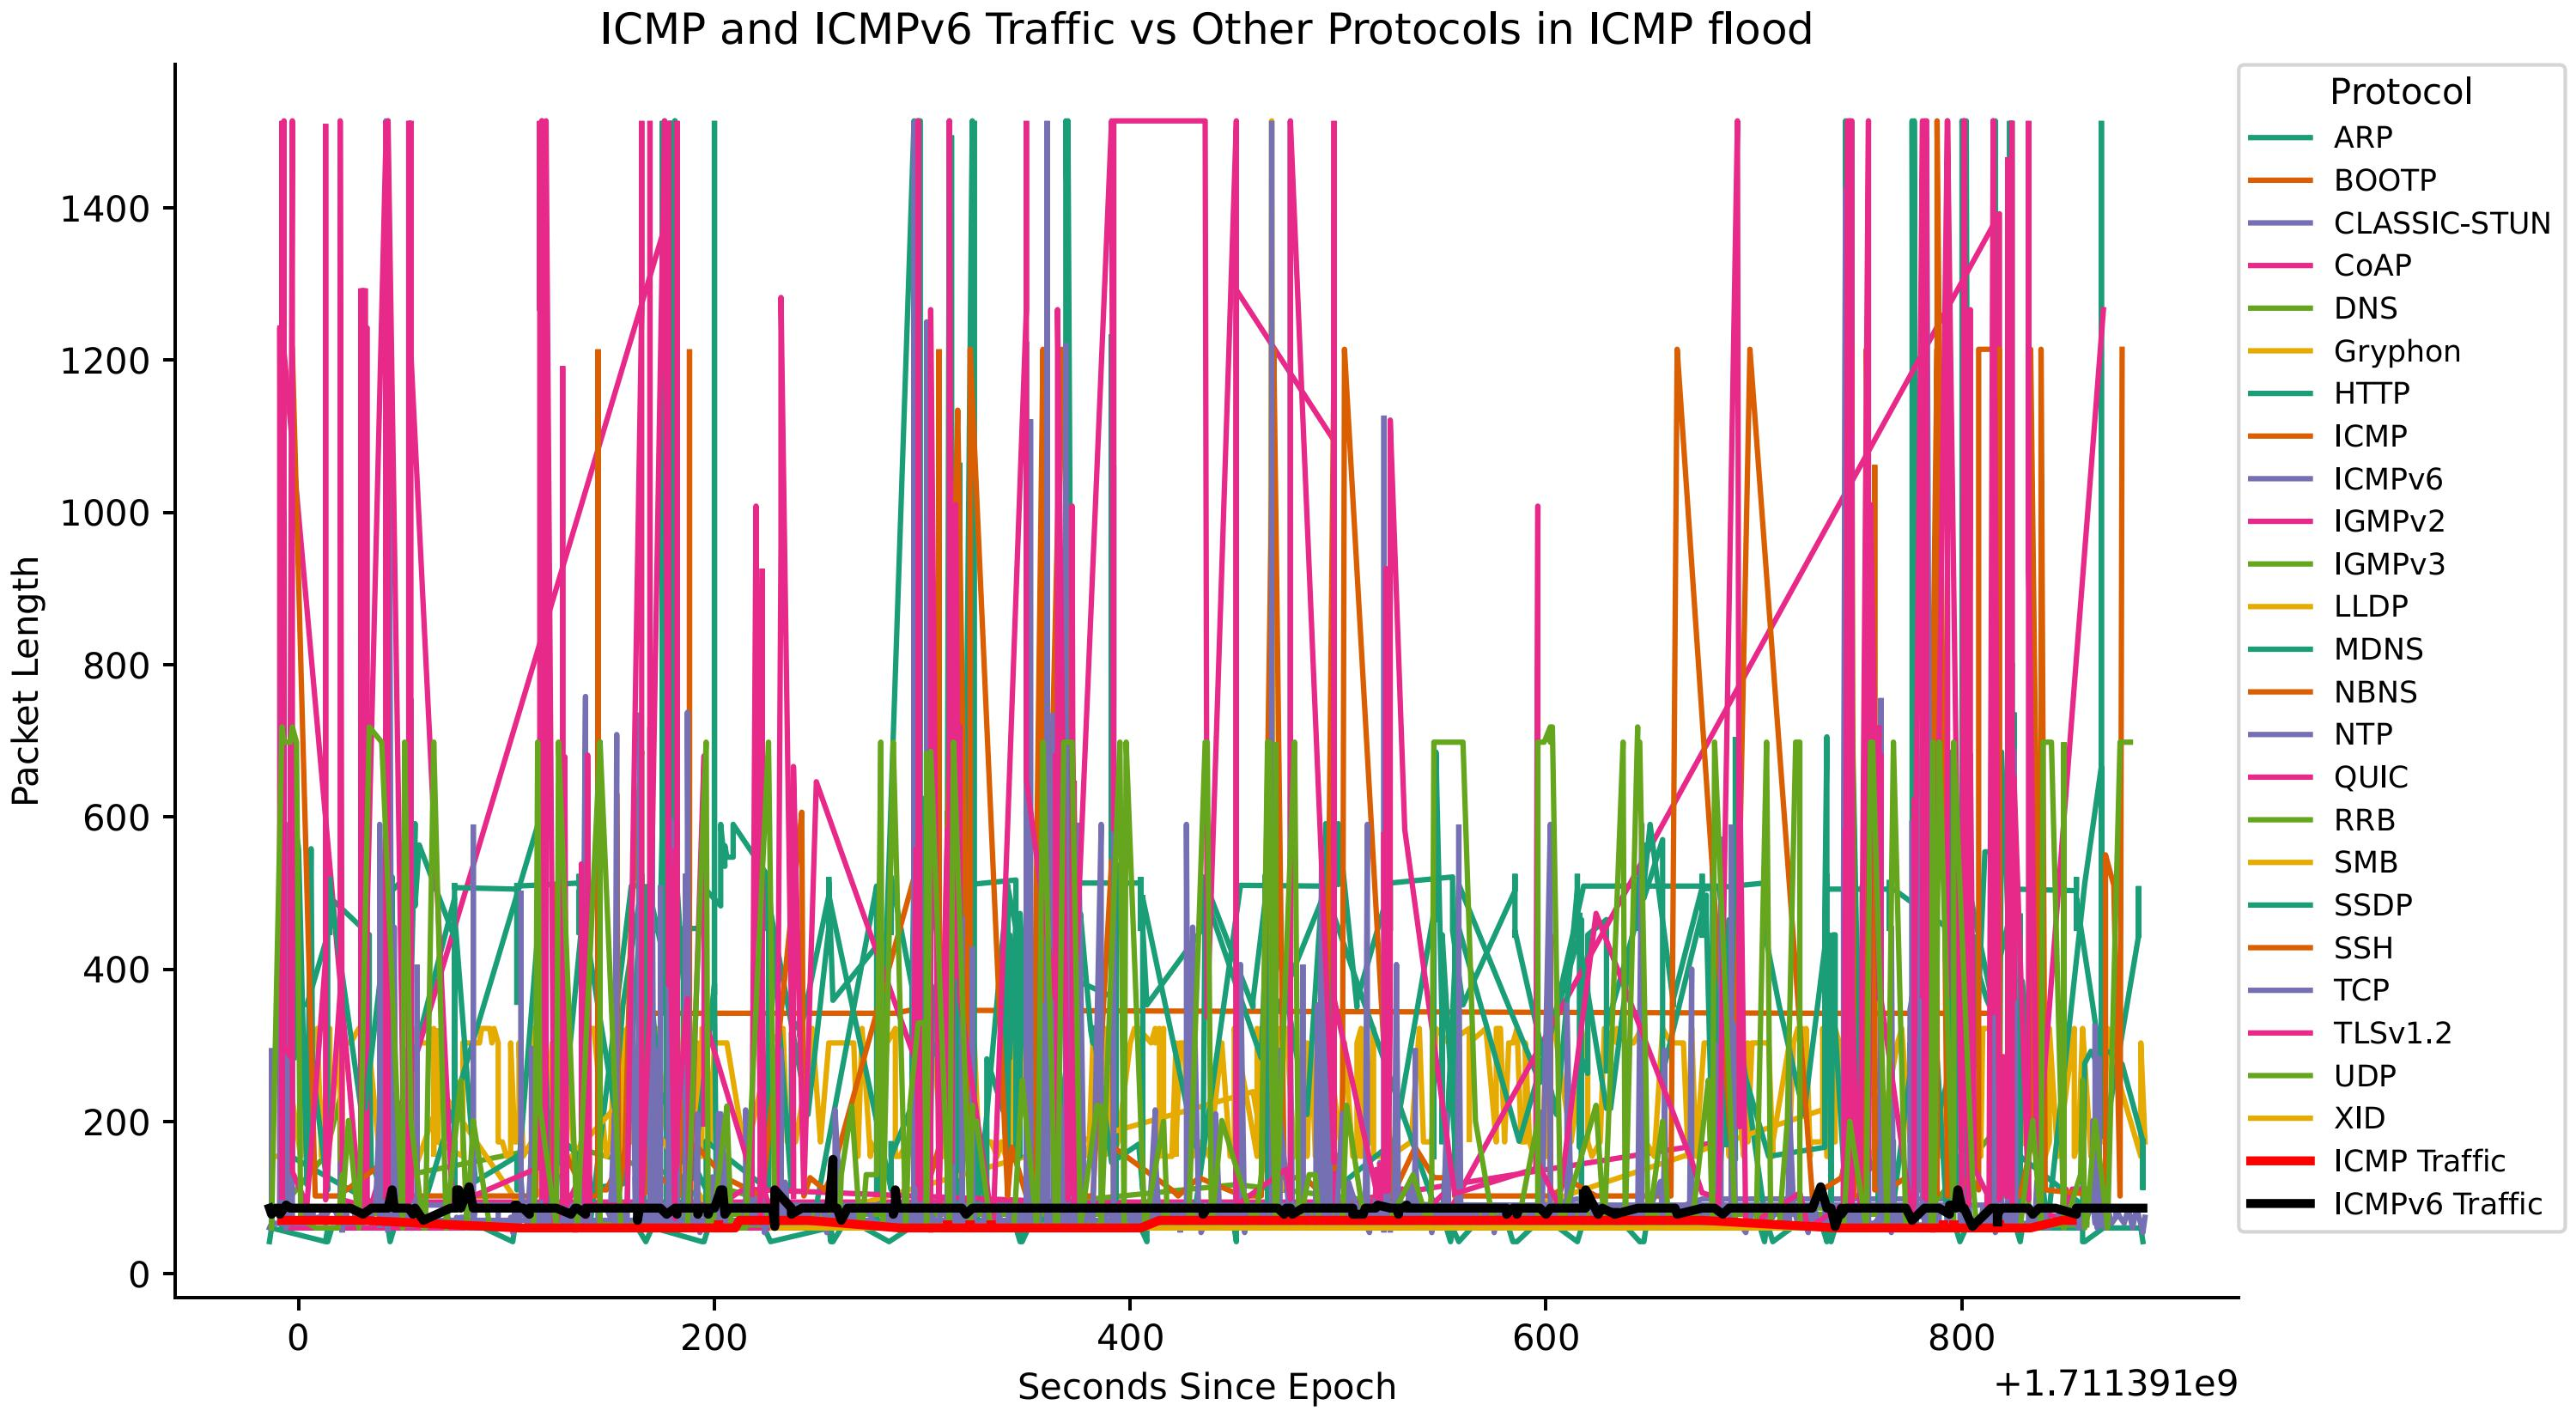 ICMP and ICMPv6 Traffic vs Other Protocols in ICMP flood
Packet Length
1400
1200
1000
800
600
400
200
0
0 200 400 600 800
Seconds Since Epoch
+1.711391e9
Protocol
ARP
BOOTP
CLASSIC-STUN
CoAP
DNS
Gryphon
HTTP
ICMP
ICMPv6
IGMPv2
IGMPv3
LLDP
MDNS
NBNS
NTP
QUIC
RRB
SMB
SSDP
SSH
TCP
TLSv1.2
UDP
XID
ICMP Traffic
ICMPv6 Traffic